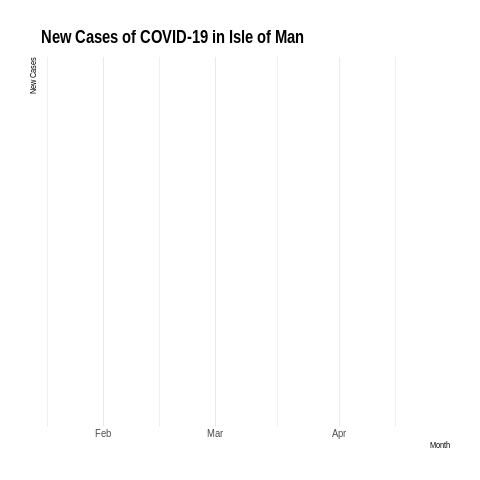 New Cases of COVID-19 in Isle of Man
New Cases
Feb Mar Apr
Month